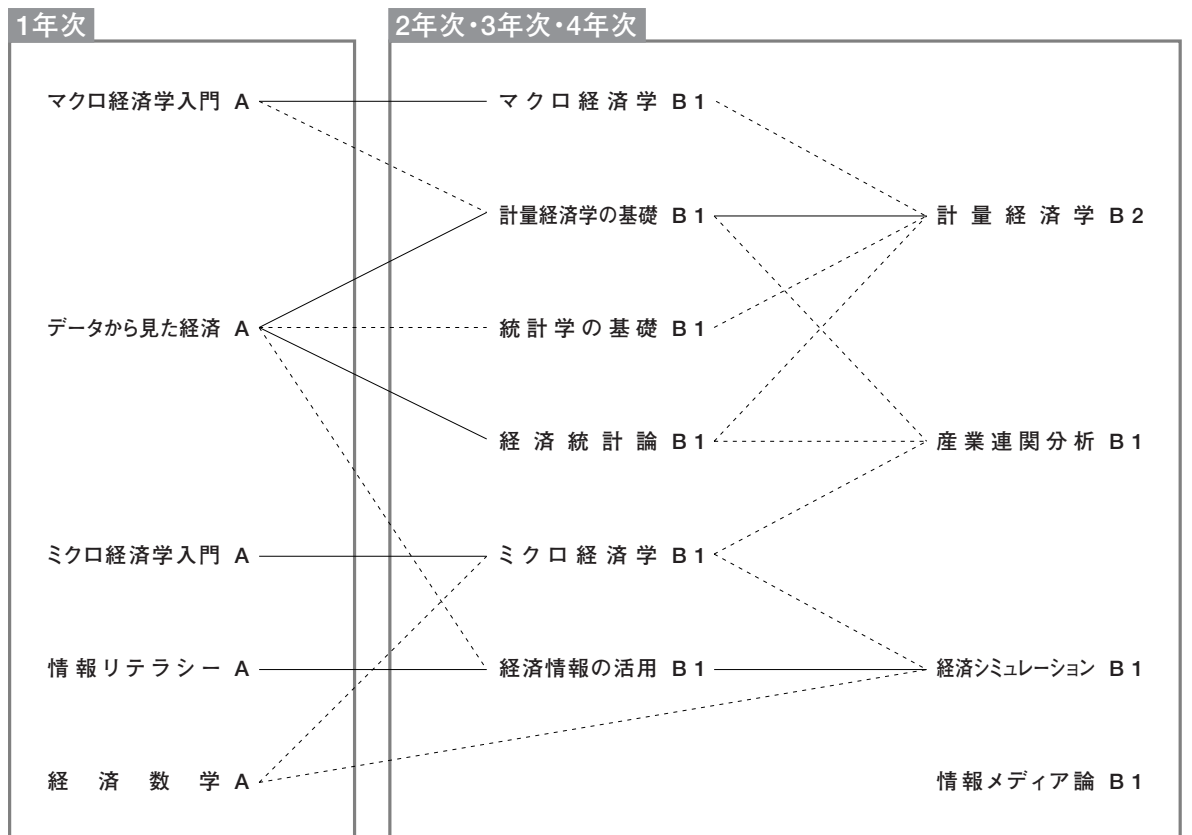 1年次
2年次・3年次・4年次
マクロ経済学入門 A
マクロ経済学 B1
計量経済学の基礎 B1
計量経済学 B2
データから見た経済 A
統計学の基礎 B1
経済統計論 B1
産業連関分析 B1
ミクロ経済学入門 A
ミクロ経済学 B1
情報リテラシー A
経済情報の活用 B1
経済シミュレーション B1
経済数学 A
情報メディア論 B1